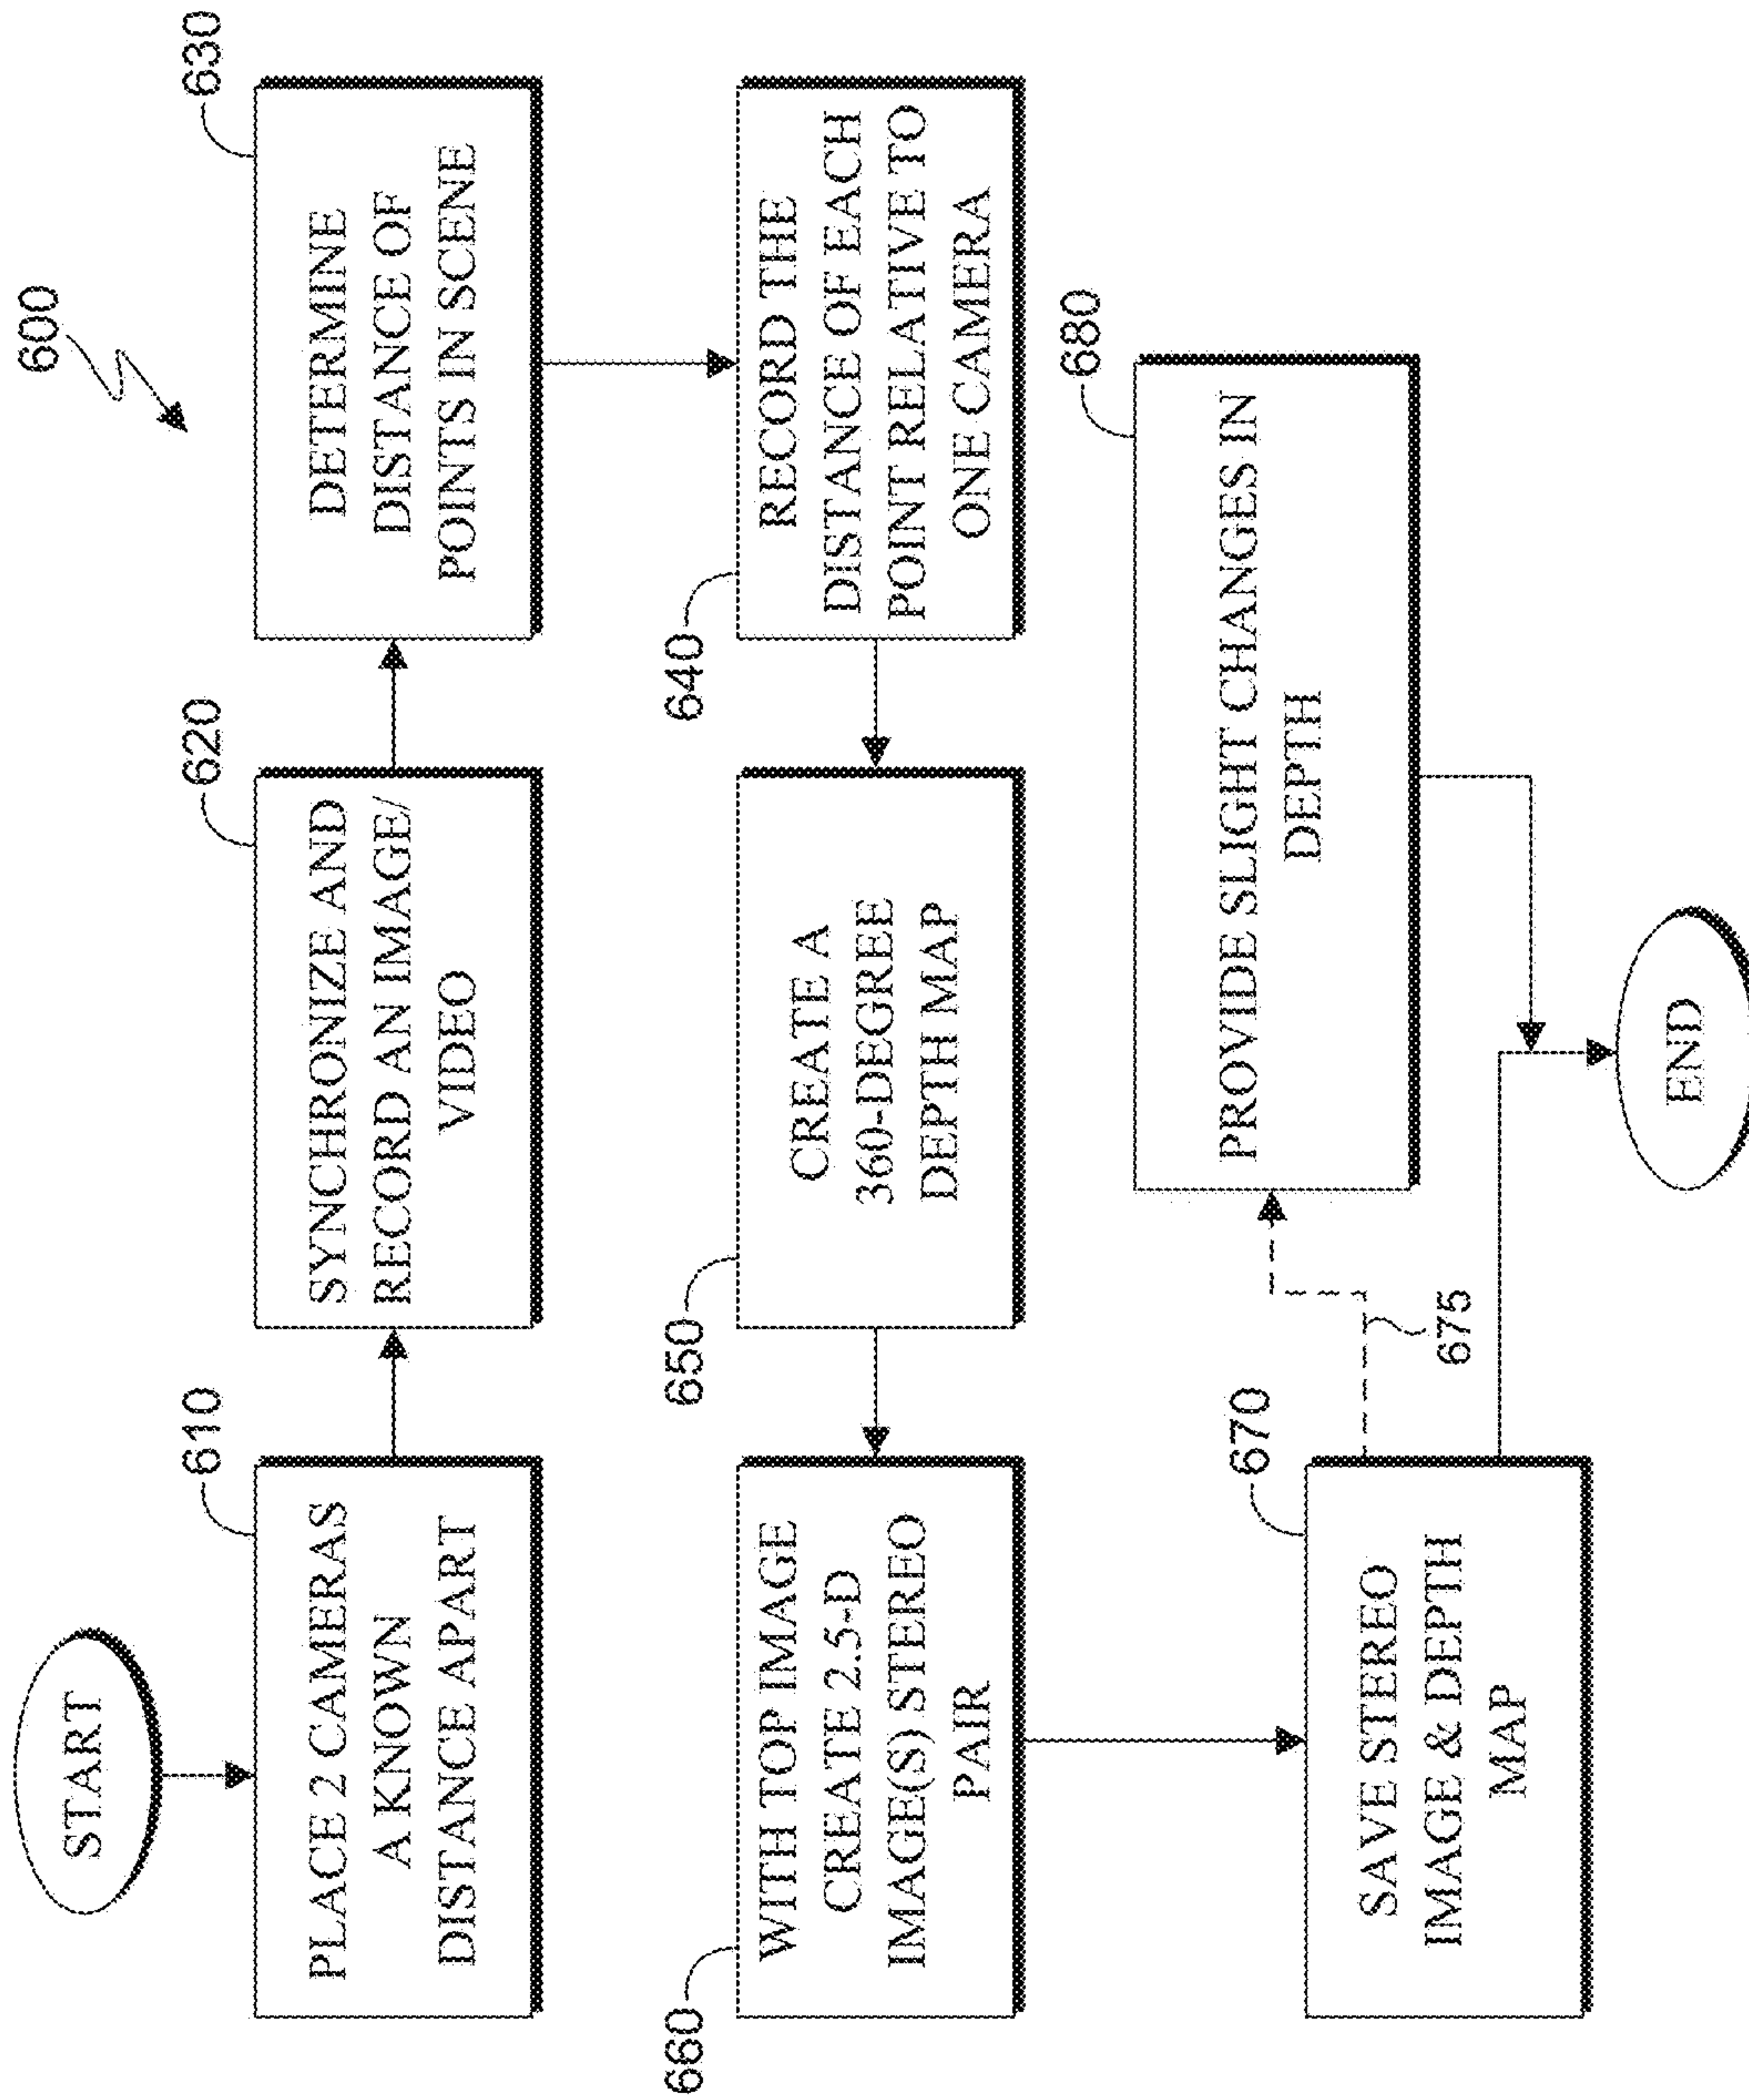 600
START
610
PLACE 2 CAMERAS
A KNOWN
DISTANCE APART
620
SYNCHRONIZE AND
RECORD AN IMAGE/
VIDEO
630
DETERMINE
DISTANCE OF
POINTS IN SCENE
640
RECORD THE
DISTANCE OF EACH
POINT RELATIVE TO
ONE CAMERA
650
CREATE A
360-DEGREE
DEPTH MAP
660
WITH TOP IMAGE
CREATE 2.5-D
IMAGE(S) STEREO
PAIR
670
SAVE STEREO
IMAGE & DEPTH
MAP
675
680
PROVIDE SLIGHT CHANGES IN
DEPTH
END